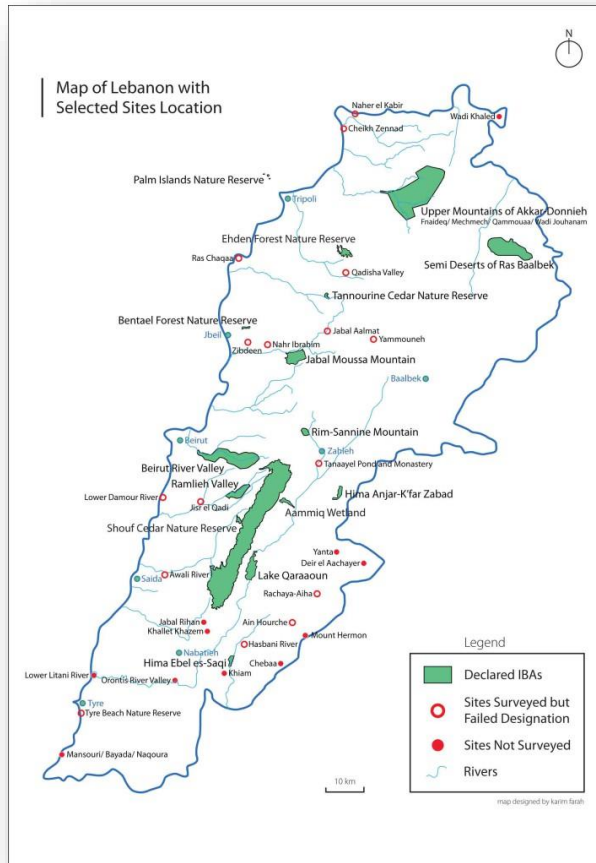 N
Map of Lebanon with
Selected Sites Location
Naher el Kabir
Wadi Khaled
Cheikh Zennad
Palm Islands Nature Reserve
Tripoli
Upper Mountains of Akkar-Donnieh
Fnaideq/ Mechmech/ Qammouaa/ Wadi Jouhanam
Ehden Forest Nature Reserve
Ras Chaqaa
Qadisha Valley
Semi Deserts of Ras Baalbek
Tannourine Cedar Nature Reserve
Bentael Forest Nature Reserve
Jbeil
Jabal Aalmat
Zibdeen
Nahr Ibrahim
Yammouneh
Jabal Moussa Mountain
Baalbek
Rim-Sannine Mountain
Beirut
Zahleh
Beirut River Valley
Tanaayel Pond and Monastery
Ramlieh Valley
Hima Anjar-K'far Zabad
Lower Damour River
Jisr el Qadi
Aammiq Wetland
Shouf Cedar Nature Reserve
Yanta
Deir el Aachayer
Saida
Awali River
Lake Qaraaoun
Rachaya-Aiha
Jabal Rihan
Khallet Khazem
Ain Hourche
Mount Hermon
Hasbani River
Nabatieh
Hima Ebel es-Saqi
Chebaa
Lower Litani River
Orontis River Valley
Khiam
Tyre
Tyre Beach Nature Reserve
Mansouri/ Bayada/ Naqoura
10 km
Legend
Declared IBAs
Sites Surveyed but
Failed Designation
Sites Not Surveyed
Rivers
map designed by karim farah